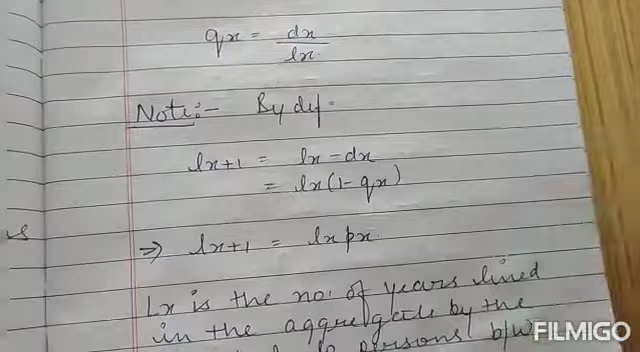 qx = dx
lx
Note:- By def.
lx+1 = lx - dx
= lx(1-qx)
⇒ lx+1 = lx px
Lx is the no. of years lived
in the aggregate by the
persons b/w
FILMIGO